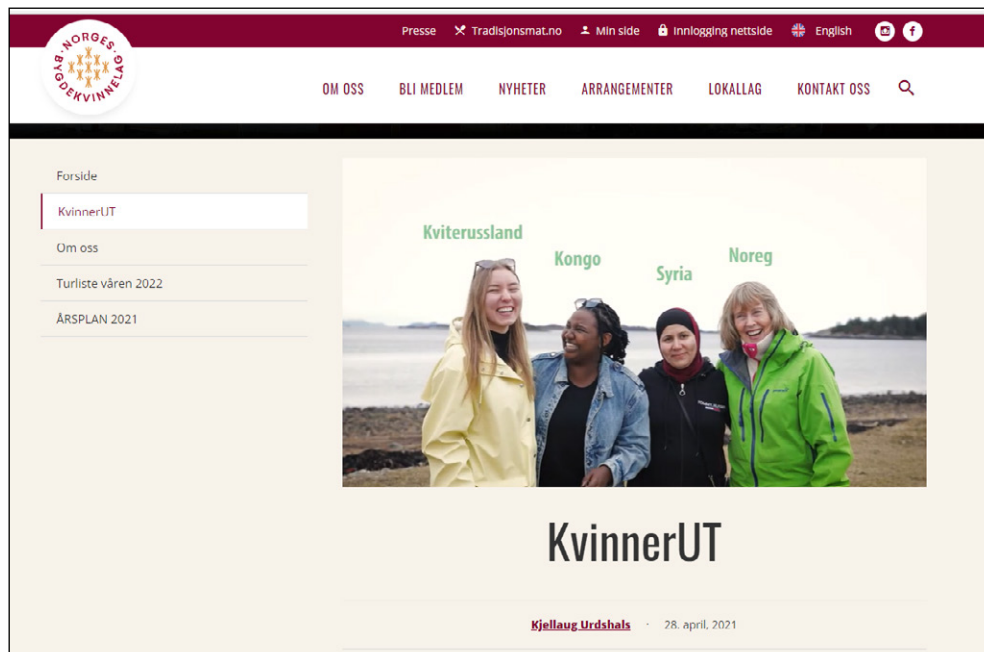 Presse Tradisjonsmat.no Min side Innlogging nettside English
NORGES BYGDEKVINNELAG
OM OSS BLI MEDLEM NYHETER ARRANGEMENTER LOKALLAG KONTAKT OSS
Forside
KvinnerUT
Om oss
Turliste våren 2022
ÅRSPLAN 2021
Kviterussland
Kongo
Syria
Noreg
KvinnerUT
Kjellaug Urdshals · 28. april, 2021